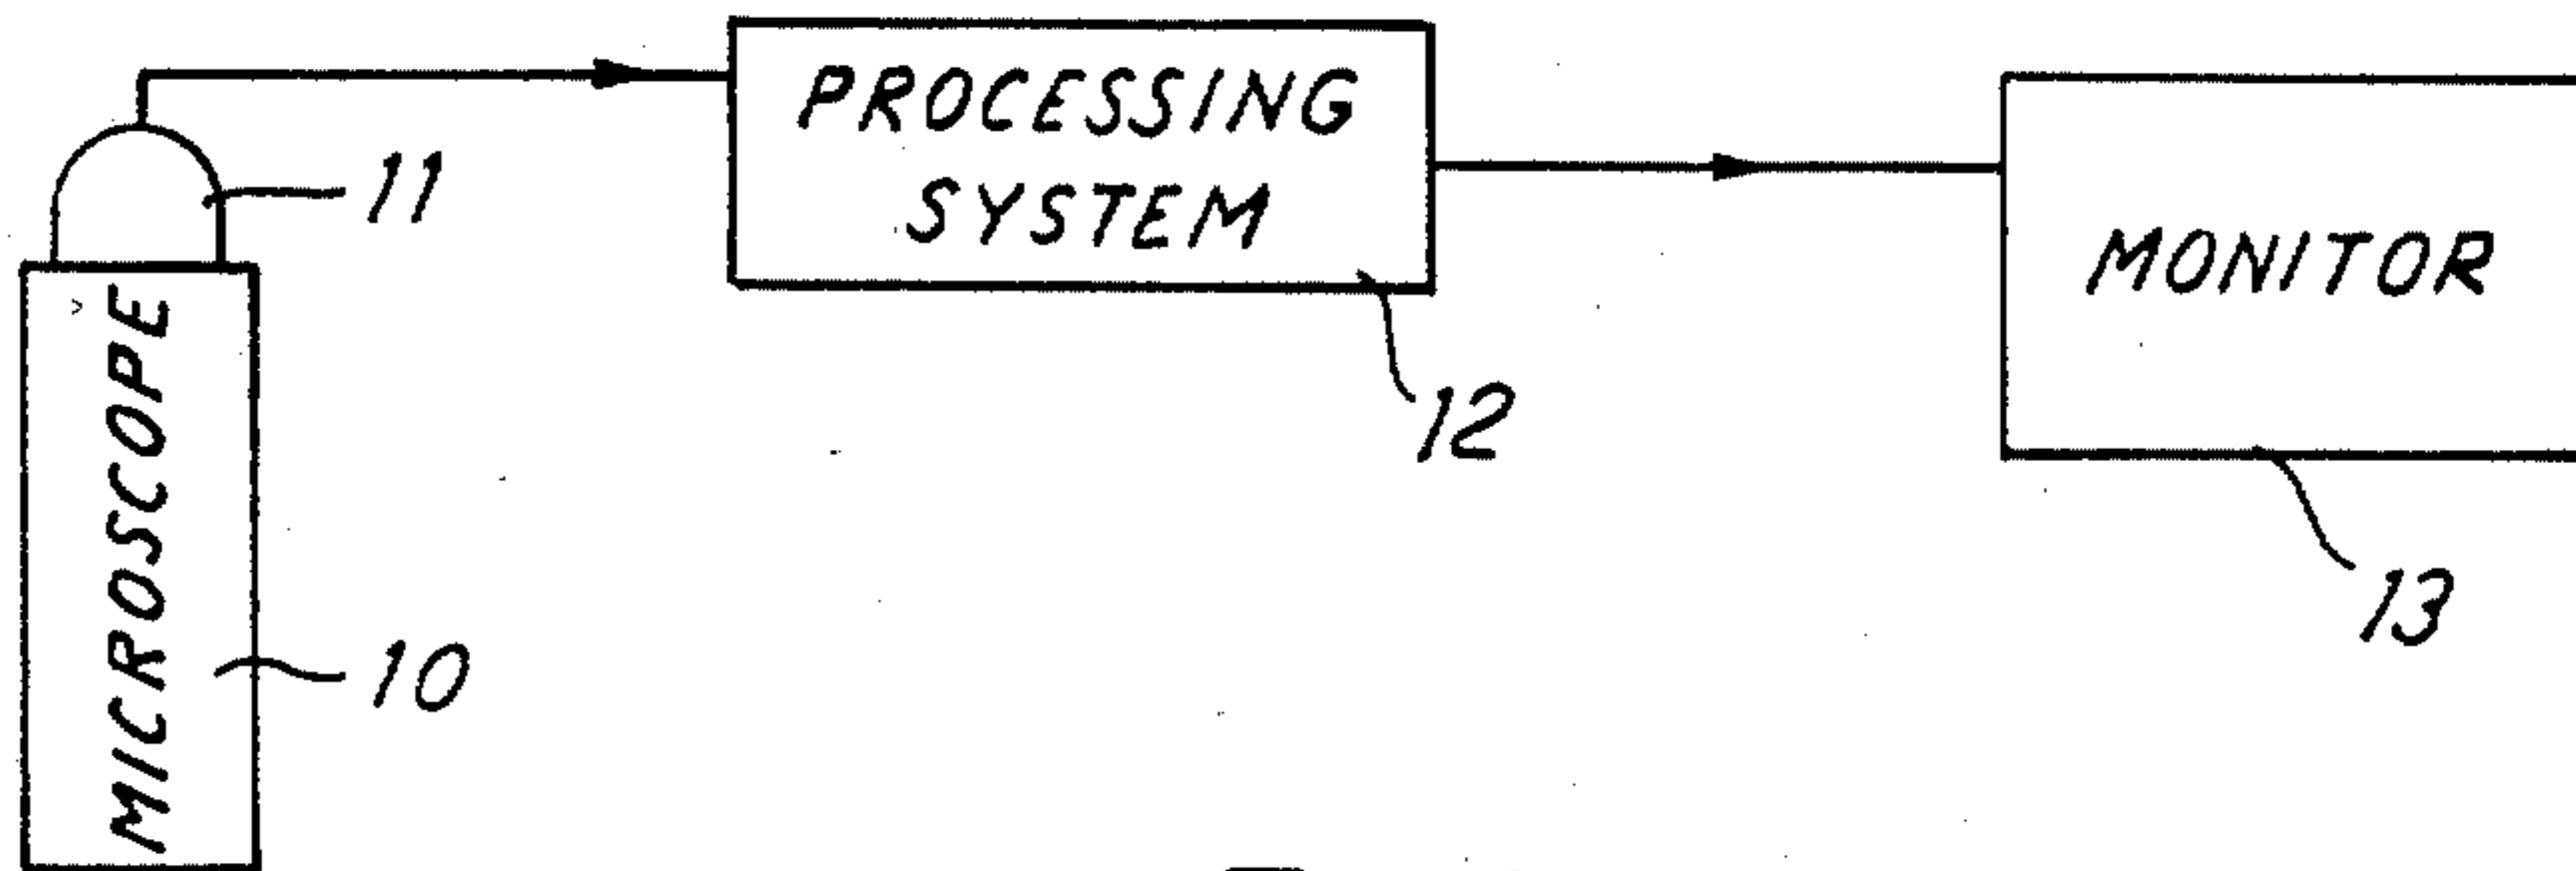 PROCESSING
SYSTEM
MONITOR
11
12
13
MICROSCOPE
10